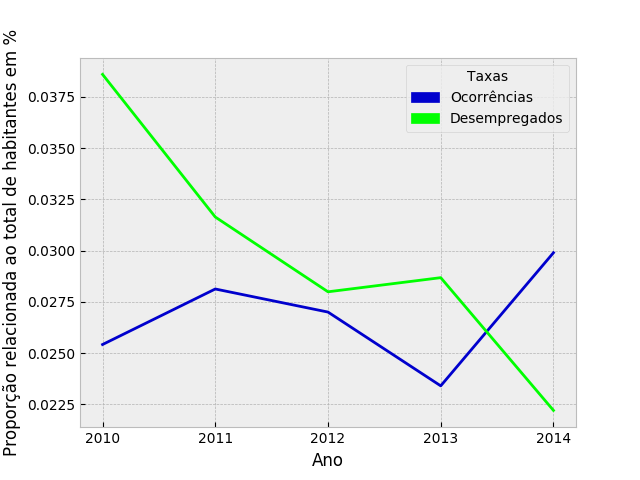 Proporção relacionada ao total de habitantes em %
Taxas
Ocorrências
Desempregados
0.0375
0.0350
0.0325
0.0300
0.0275
0.0250
0.0225
2010 2011 2012 2013 2014
Ano